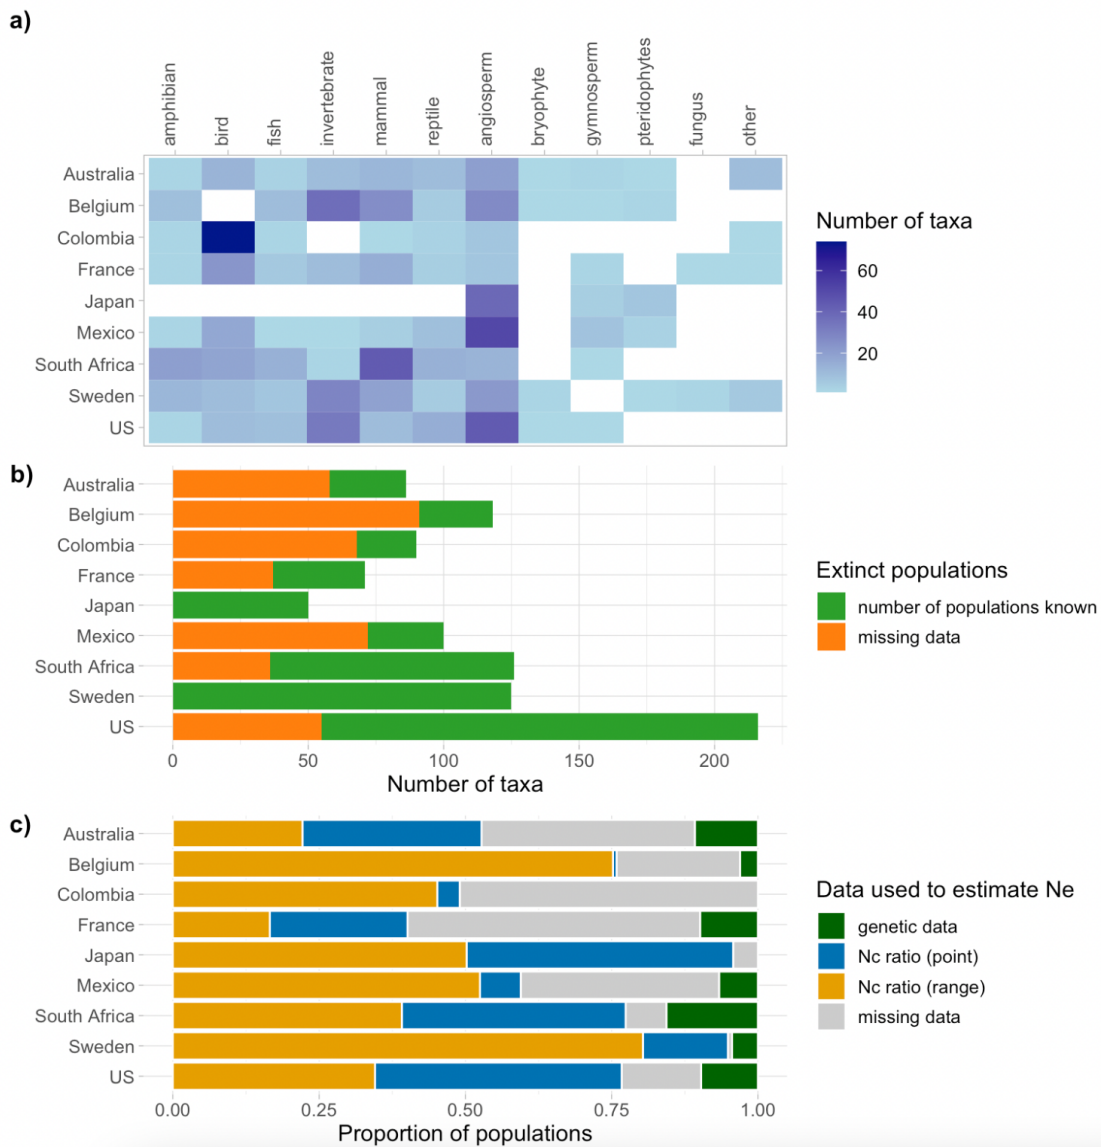 a)
amphibian
bird
fish
invertebrate
mammal
reptile
angiosperm
bryophyte
gymnosperm
pteridophytes
fungus
other
Australia
Belgium
Colombia
France
Japan
Mexico
South Africa
Sweden
US
Number of taxa
60
40
20
b)
Australia
Belgium
Colombia
France
Japan
Mexico
South Africa
Sweden
US
0 50 100 150 200
Number of taxa
Extinct populations
number of populations known
missing data
c)
Australia
Belgium
Colombia
France
Japan
Mexico
South Africa
Sweden
US
0.00 0.25 0.50 0.75 1.00
Proportion of populations
Data used to estimate Ne
genetic data
Nc ratio (point)
Nc ratio (range)
missing data